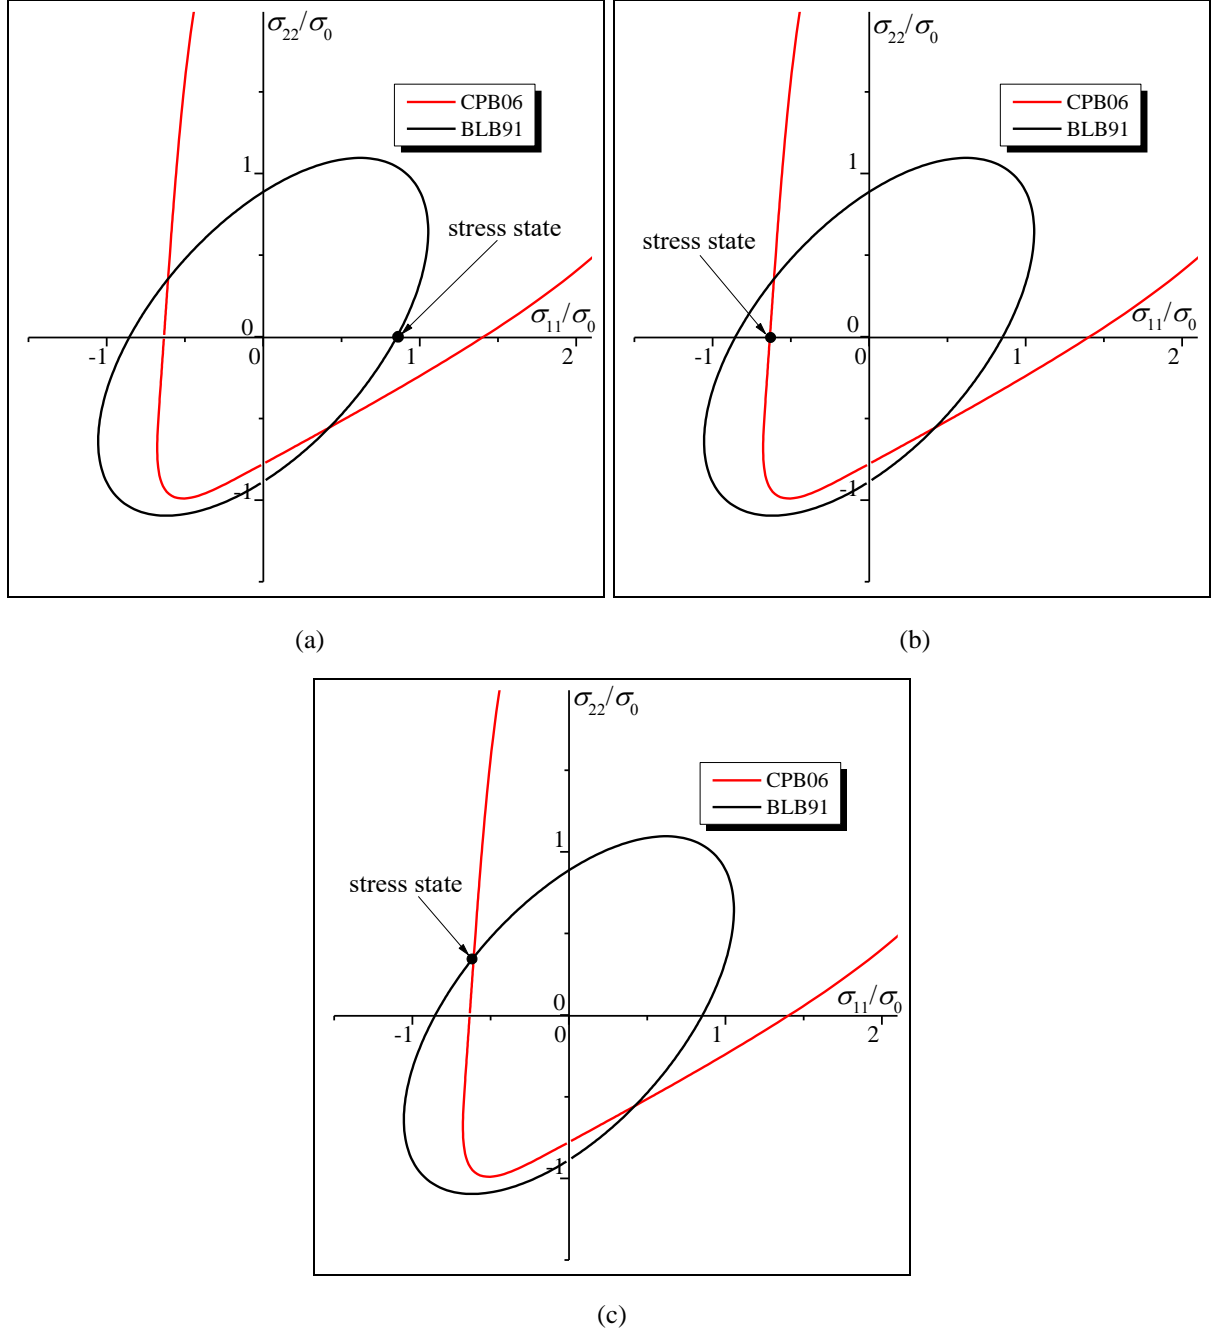 σ22/σ0
CPB06
BLB91
1
stress state
0
σ11/σ0
-1
0
1
2
-1
(a)
σ22/σ0
CPB06
BLB91
1
stress state
0
σ11/σ0
-1
0
1
2
-1
(b)
σ22/σ0
CPB06
BLB91
1
stress state
0
σ11/σ0
-1
0
1
2
-1
(c)